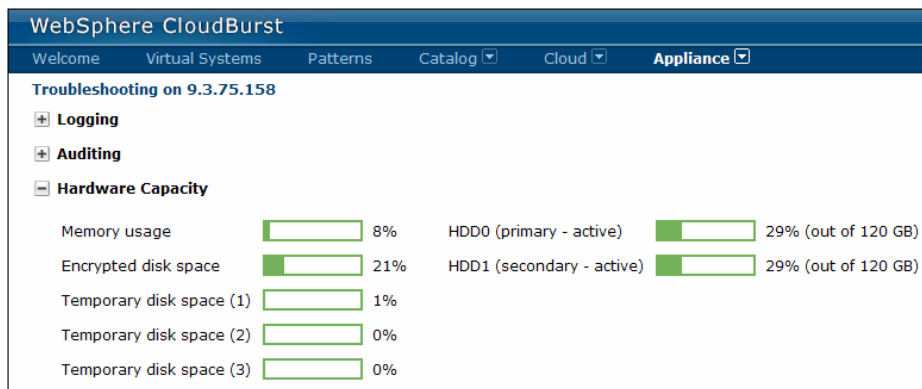 WebSphere CloudBurst
Welcome Virtual Systems Patterns Catalog Cloud Appliance
Troubleshooting on 9.3.75.158
Logging
Auditing
Hardware Capacity
Memory usage 8% HDD0 (primary - active) 29% (out of 120 GB)
Encrypted disk space 21% HDD1 (secondary - active) 29% (out of 120 GB)
Temporary disk space (1) 1%
Temporary disk space (2) 0%
Temporary disk space (3) 0%